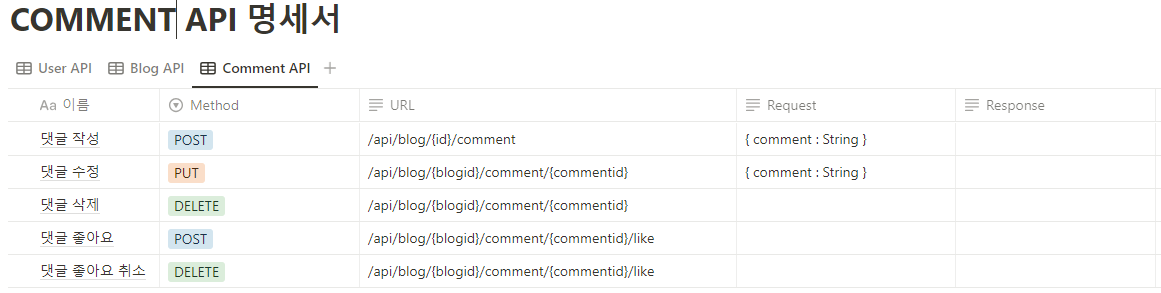 COMMENT API 명세서
User API Blog API Comment API
Aa 이름 Method URL Request Response
댓글 작성 POST /api/blog/{id}/comment { comment : String }
댓글 수정 PUT /api/blog/{blogid}/comment/{commentid} { comment : String }
댓글 삭제 DELETE /api/blog/{blogid}/comment/{commentid}
댓글 좋아요 POST /api/blog/{blogid}/comment/{commentid}/like
댓글 좋아요 취소 DELETE /api/blog/{blogid}/comment/{commentid}/like